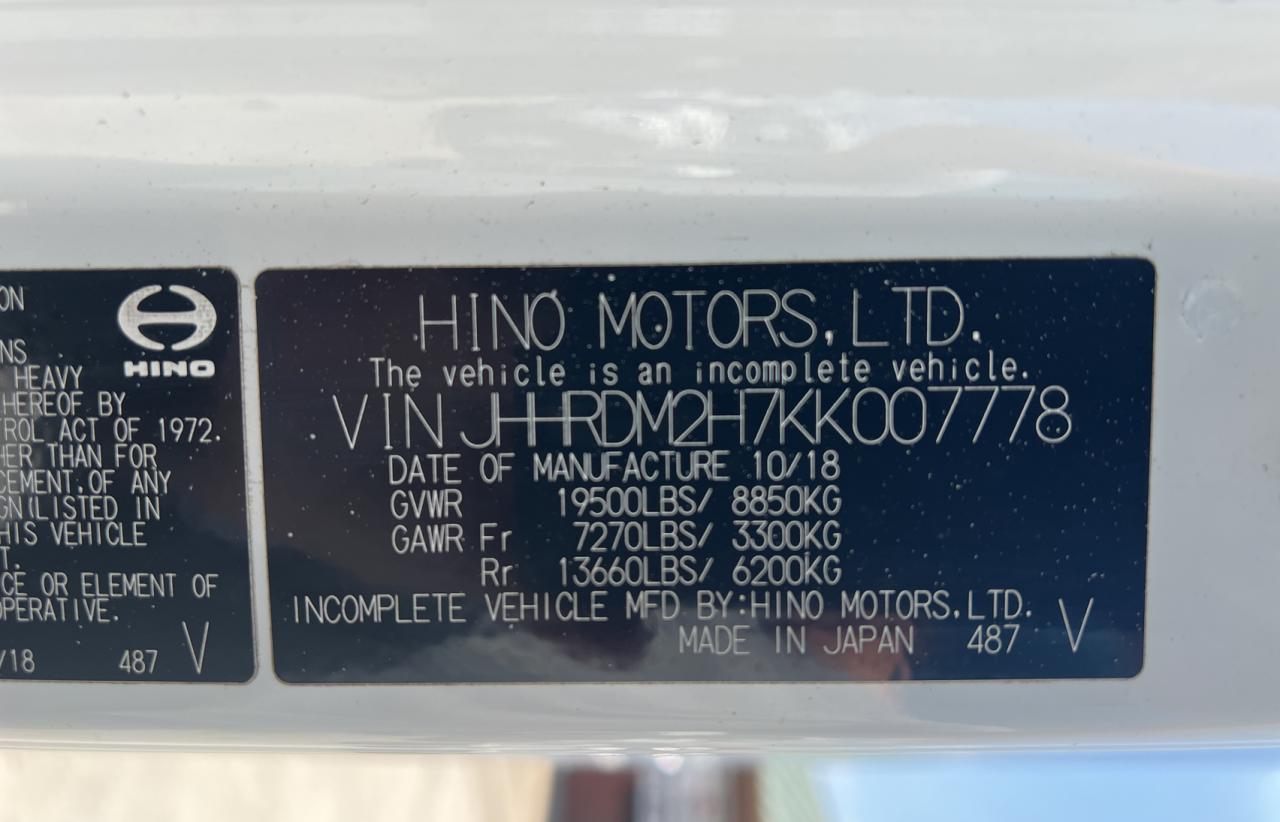 ON
HINO
NS
HEAVY
HEREOF BY
ROL ACT OF 1972.
HER THAN FOR
CEMENT, OF ANY
GN(LISTED IN
HIS VEHICLE
T.
CE OR ELEMENT OF
OPERATIVE.
/18 487 V
HINO MOTORS, LTD.
The vehicle is an incomplete vehicle.
VIN JHHRDM2H7KK007778
DATE OF MANUFACTURE 10/18
GVWR 19500LBS/ 8850KG
GAWR Fr 7270LBS/ 3300KG
Rr 13660LBS/ 6200KG
INCOMPLETE VEHICLE MFD BY:HINO MOTORS,LTD.
MADE IN JAPAN 487 V